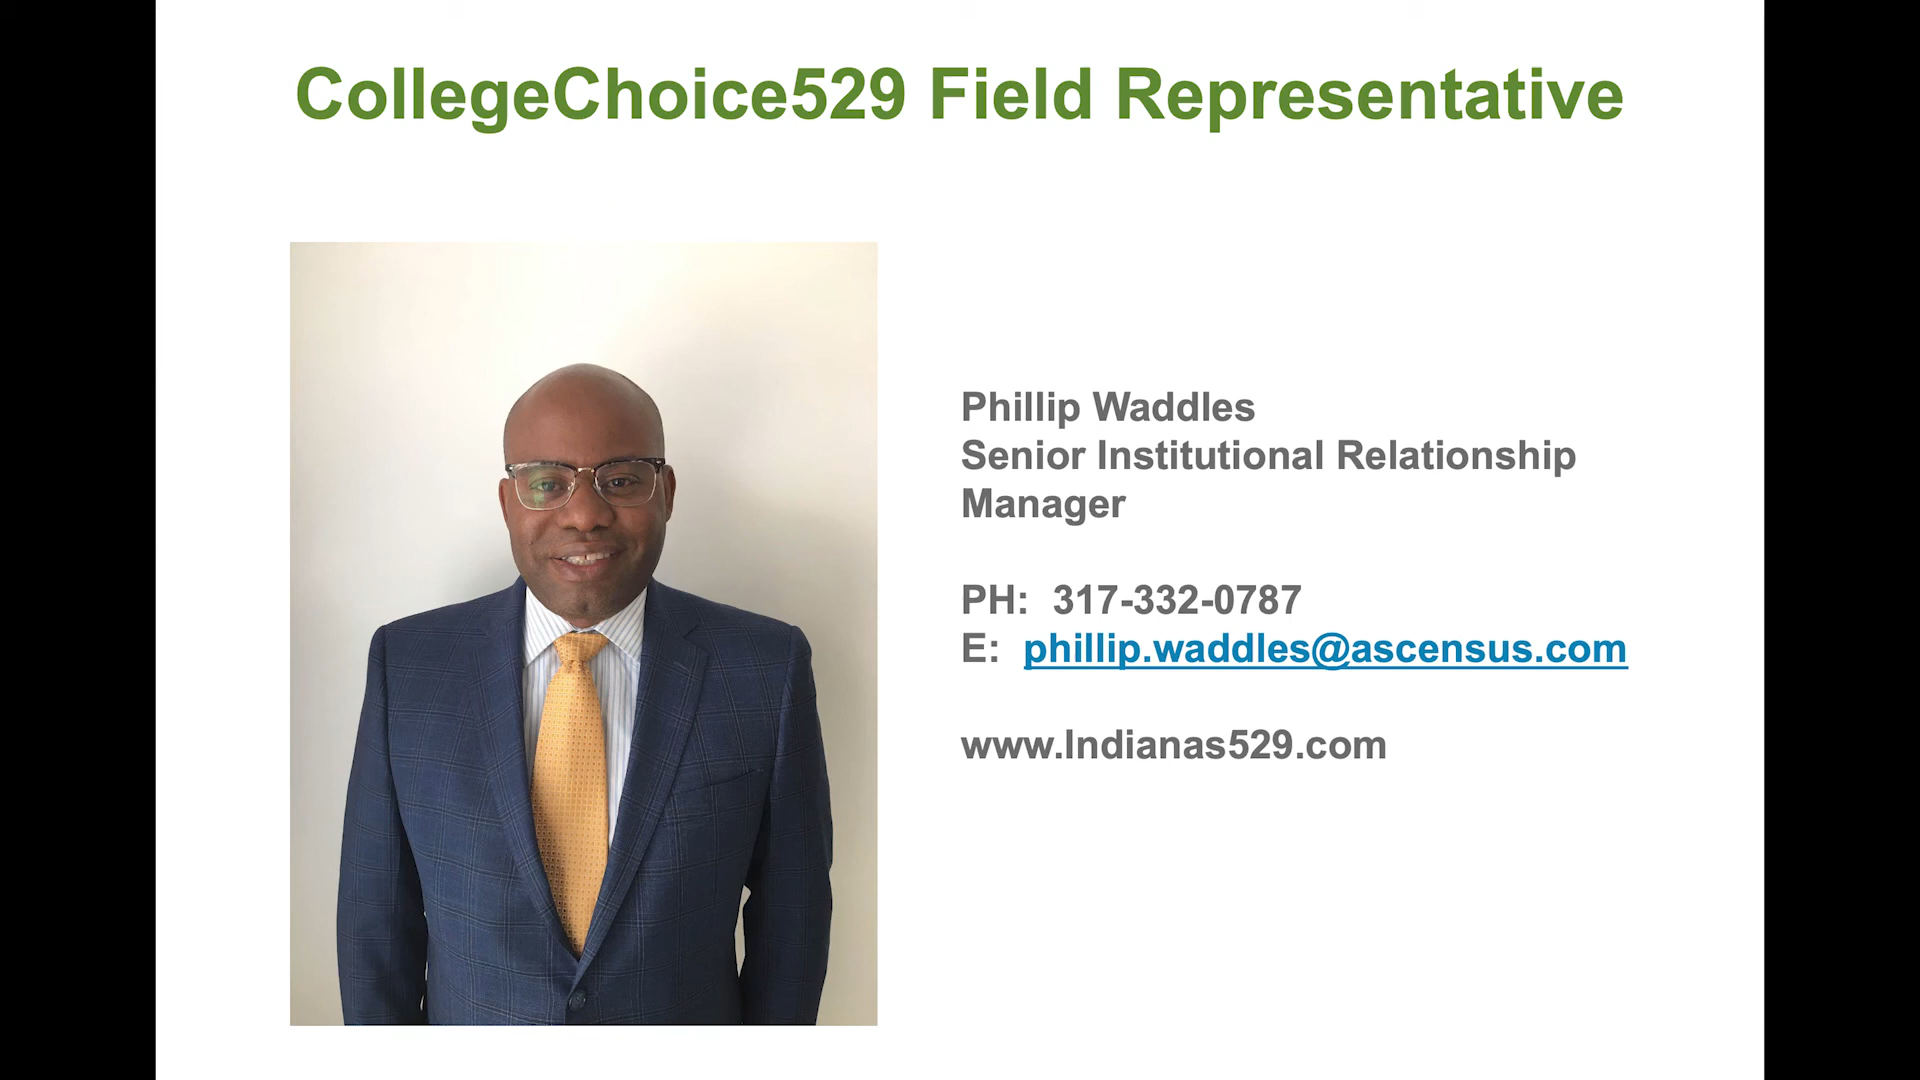 CollegeChoice529 Field Representative
Phillip Waddles
Senior Institutional Relationship
Manager
PH:  317-332-0787
E:  phillip.waddles@ascensus.com
www.Indianas529.com